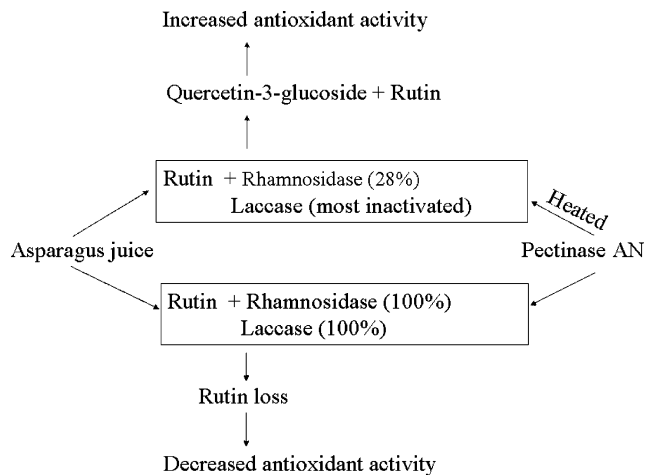 Increased antioxidant activity
Quercetin-3-glucoside + Rutin
Rutin + Rhamnosidase (28%)
Laccase (most inactivated)
Heated
Asparagus juice
Pectinase AN
Rutin + Rhamnosidase (100%)
Laccase (100%)
Rutin loss
Decreased antioxidant activity